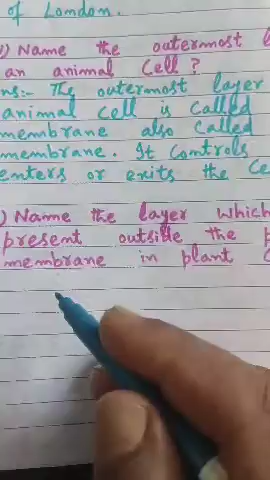 of London.
) Name the outermost
an animal Cell ?
ns:- The outermost layer
animal cell is called
membrane also called
membrane. It controls
enters or exits the Ce
) Name the layer which
present outside the p
membrane in plant